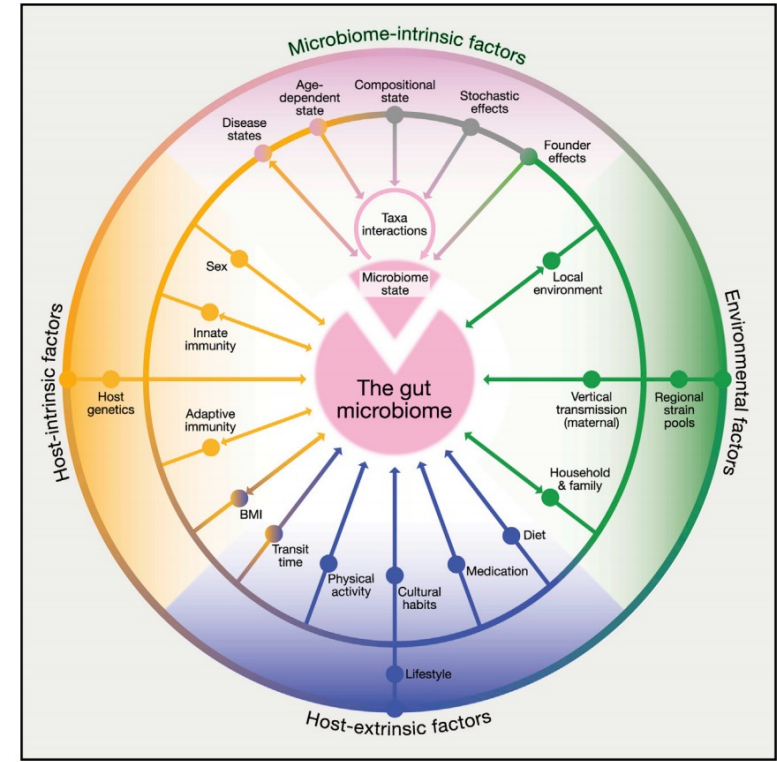 Microbiome-intrinsic factors
Age-
dependent
state
Compositional
state
Stochastic
effects
Disease
states
Founder
effects
Taxa
interactions
Microbiome
state
Sex
Local
environment
Innate
immunity
Host-intrinsic factors
Environmental factors
Host
genetics
The gut
microbiome
Vertical
transmission
(maternal)
Regional
strain
pools
Adaptive
immunity
Household
& family
BMI
Transit
time
Diet
Physical
activity
Cultural
habits
Medication
Lifestyle
Host-extrinsic factors